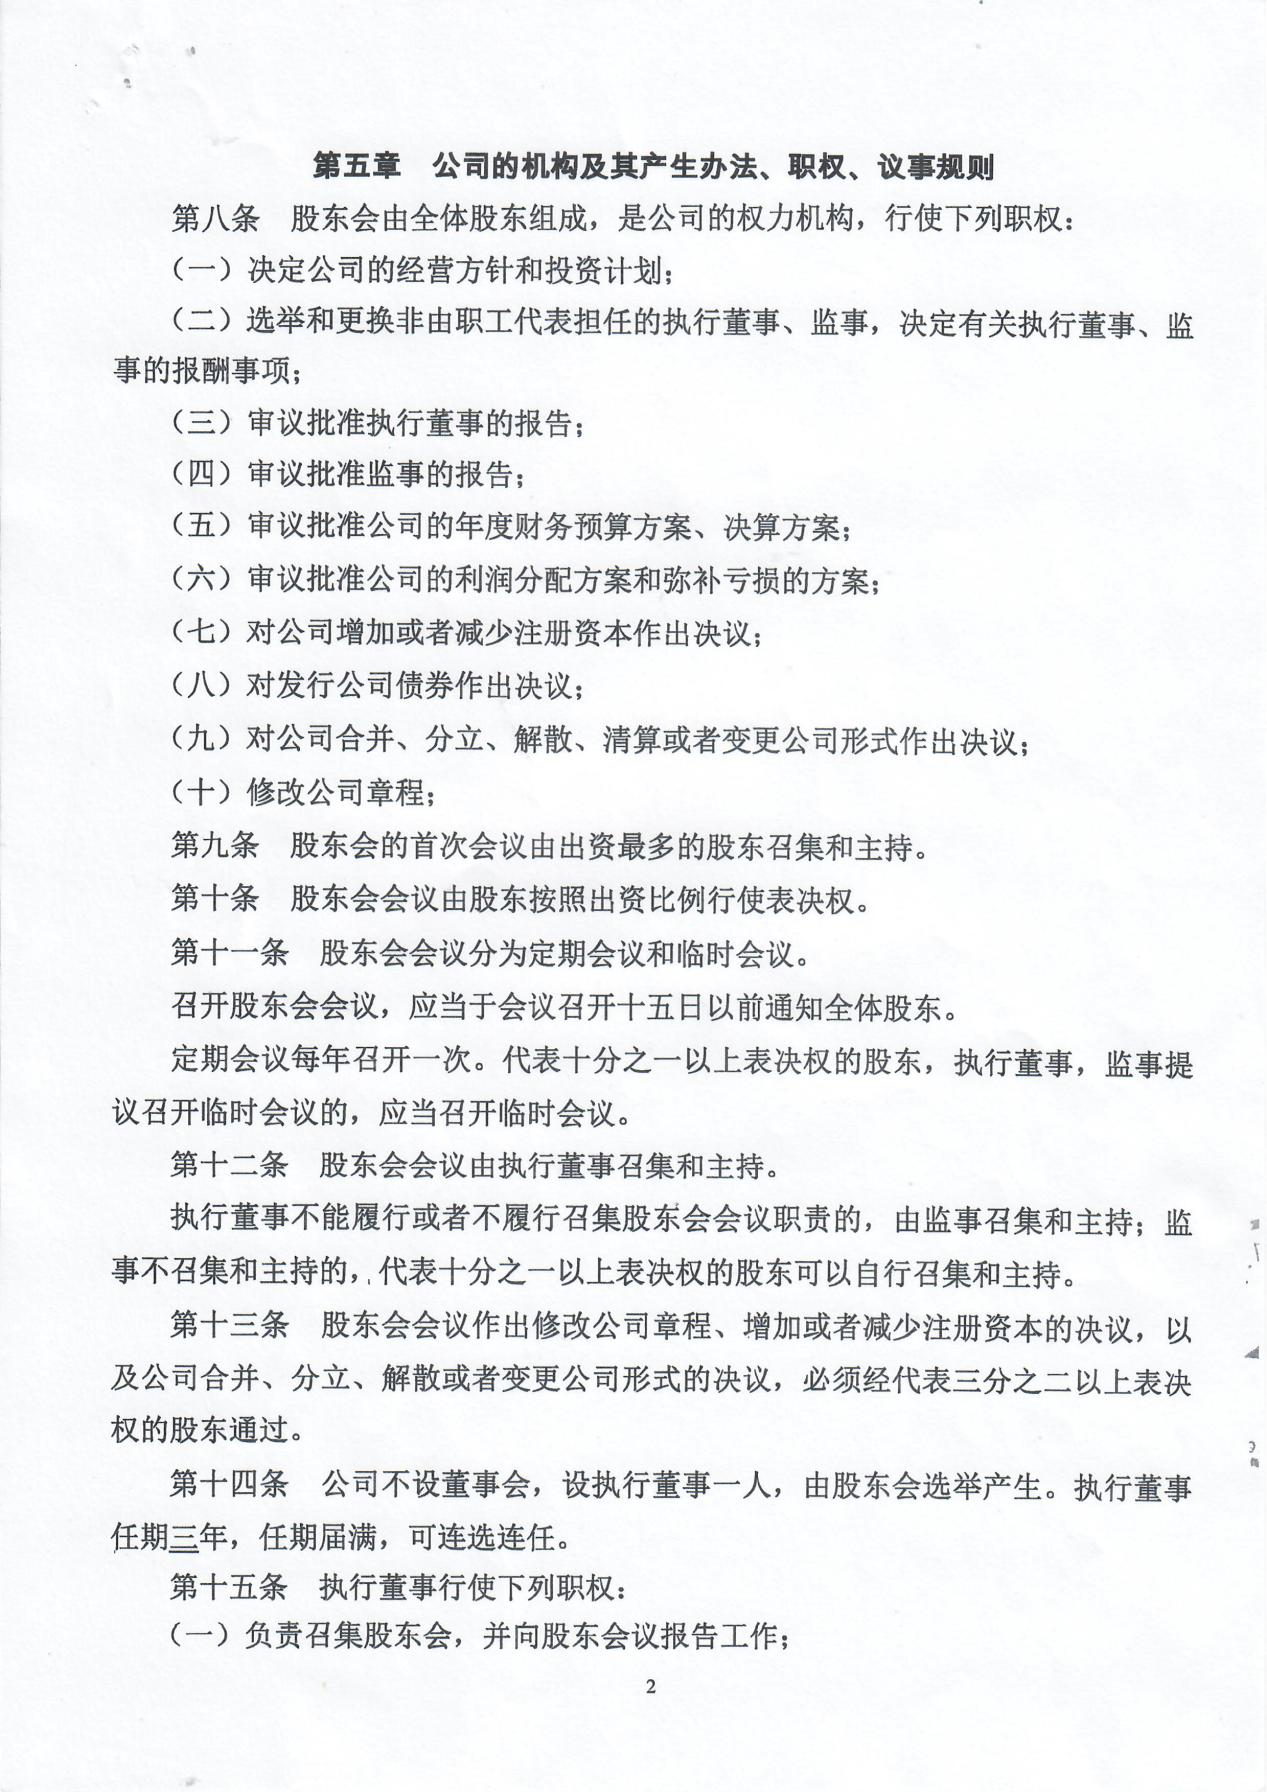 第五章　公司的机构及其产生办法、职权、议事规则
第八条　股东会由全体股东组成，是公司的权力机构，行使下列职权：
（一）决定公司的经营方针和投资计划；
（二）选举和更换非由职工代表担任的执行董事、监事，决定有关执行董事、监
事的报酬事项；
（三）审议批准执行董事的报告；
（四）审议批准监事的报告；
（五）审议批准公司的年度财务预算方案、决算方案；
（六）审议批准公司的利润分配方案和弥补亏损的方案；
（七）对公司增加或者减少注册资本作出决议；
（八）对发行公司债券作出决议；
（九）对公司合并、分立、解散、清算或者变更公司形式作出决议；
（十）修改公司章程；
第九条　股东会的首次会议由出资最多的股东召集和主持。
第十条　股东会会议由股东按照出资比例行使表决权。
第十一条　股东会会议分为定期会议和临时会议。
召开股东会会议，应当于会议召开十五日以前通知全体股东。
定期会议每年召开一次。代表十分之一以上表决权的股东，执行董事，监事提
议召开临时会议的，应当召开临时会议。
第十二条　股东会会议由执行董事召集和主持。
执行董事不能履行或者不履行召集股东会会议职责的，由监事召集和主持；监
事不召集和主持的，代表十分之一以上表决权的股东可以自行召集和主持。
第十三条　股东会会议作出修改公司章程、增加或者减少注册资本的决议，以
及公司合并、分立、解散或者变更公司形式的决议，必须经代表三分之二以上表决
权的股东通过。
第十四条　公司不设董事会，设执行董事一人，由股东会选举产生。执行董事
任期三年，任期届满，可连选连任。
第十五条　执行董事行使下列职权：
（一）负责召集股东会，并向股东会议报告工作；
2